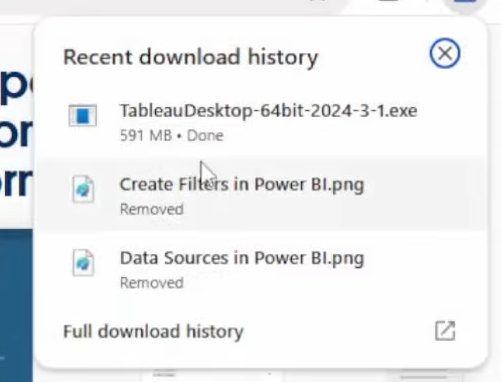 Recent download history
TableauDesktop-64bit-2024-3-1.exe
591 MB • Done
Create Filters in Power BI.png
Removed
Data Sources in Power BI.png
Removed
Full download history